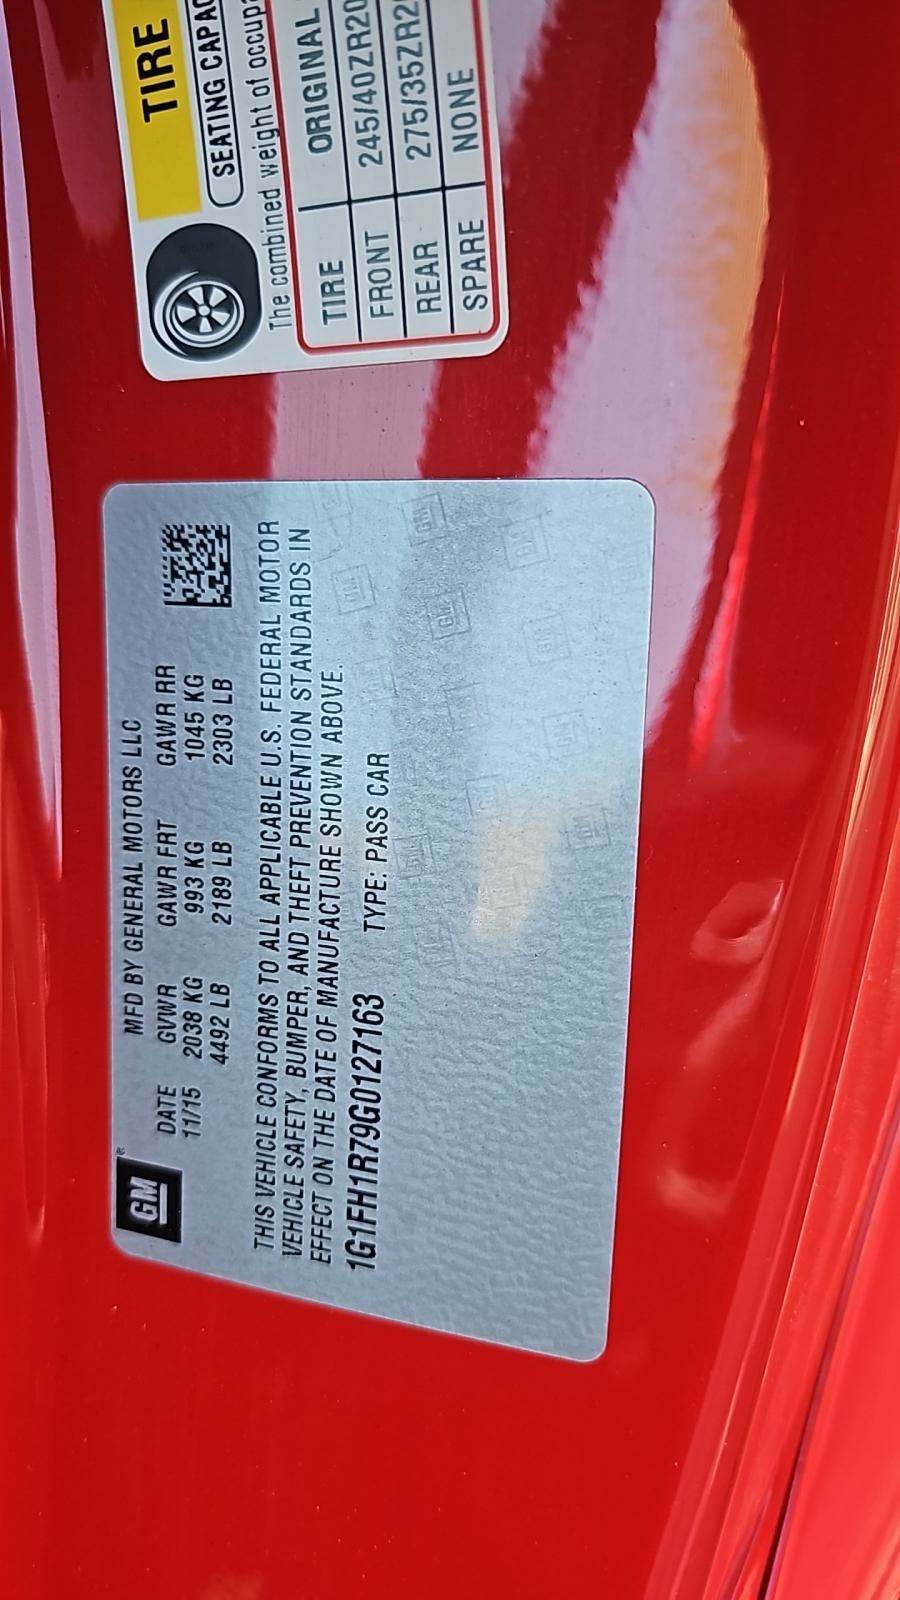 TIRE
SEATING CAPAC
The combined weight of occup
TIRE ORIGINAL
FRONT 245/40ZR20
REAR 275/35ZR2
SPARE NONE
GM ®
MFD BY GENERAL MOTORS LLC
DATE GVWR GAWR FRT GAWR RR
11/15 2038 KG 993 KG 1045 KG
4492 LB 2189 LB 2303 LB
THIS VEHICLE CONFORMS TO ALL APPLICABLE U.S. FEDERAL MOTOR
VEHICLE SAFETY, BUMPER, AND THEFT PREVENTION STANDARDS IN
EFFECT ON THE DATE OF MANUFACTURE SHOWN ABOVE.
1G1FH1R79G0127163 TYPE: PASS CAR